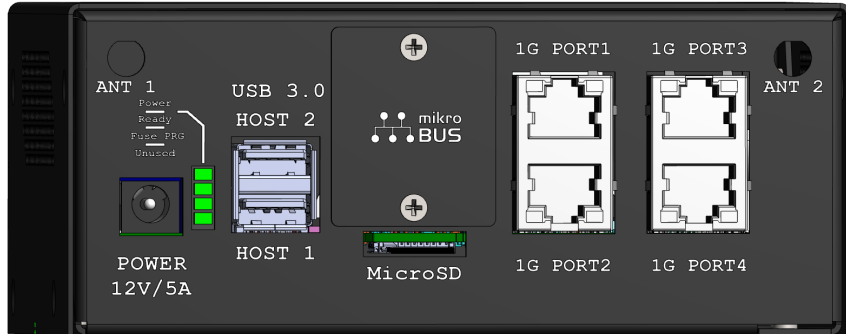 1G PORT1
1G PORT3
ANT 1
USB 3.0
ANT 2
Power
Ready
Fuse PRG
Unused
HOST 2
mikro
BUS
HOST 1
POWER
12V/5A
MicroSD
1G PORT2
1G PORT4